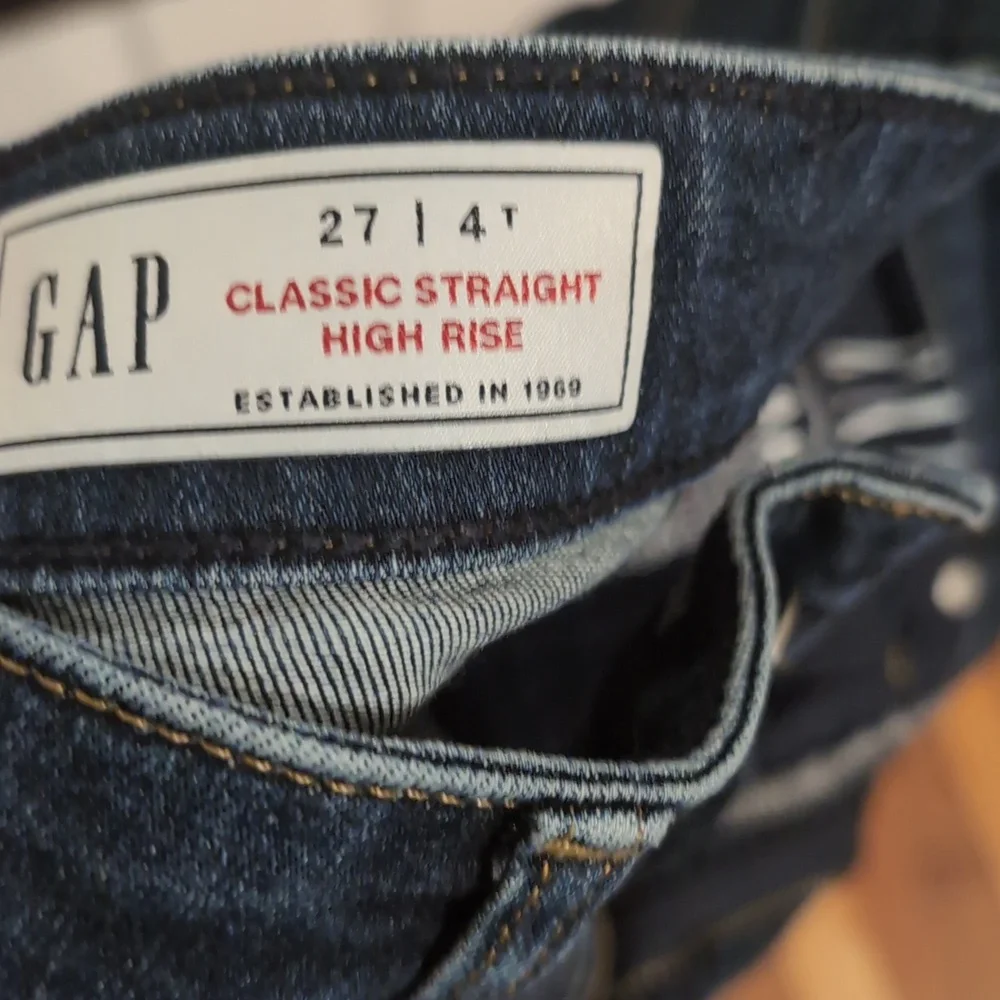 GAP
27 | 4T
CLASSIC STRAIGHT
HIGH RISE
ESTABLISHED IN 1969